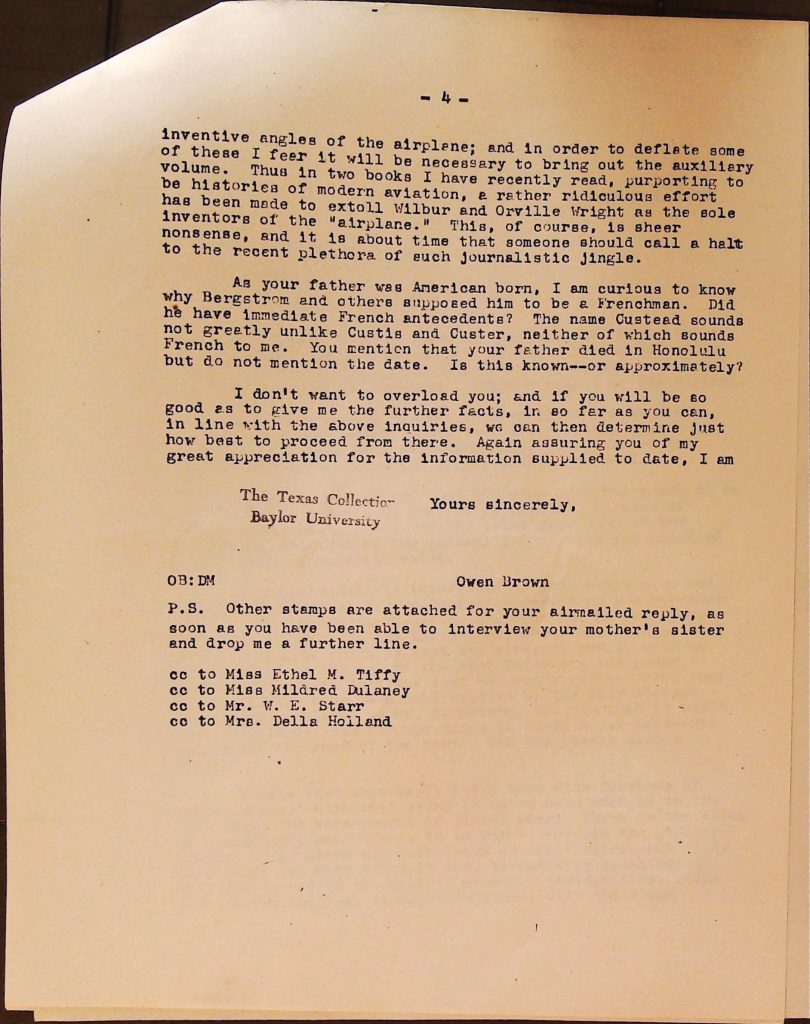 - 4 -
inventive angles of the airplane; and in order to deflate some
of these I fear it will be necessary to bring out the auxiliary
volume.  Thus in two books I have recently read, purporting to
be histories of modern aviation, a rather ridiculous effort
has been made to extoll Wilbur and Orville Wright as the sole
inventors of the "airplane."  This, of course, is sheer
nonsense, and it is about time that someone should call a halt
to the recent plethora of such journalistic jingle.
As your father was American born, I am curious to know
why Bergstrom and others supposed him to be a Frenchman.  Did
he have immediate French antecedents?  The name Custead sounds
not greatly unlike Custis and Custer, neither of which sounds
French to me.  You mention that your father died in Honolulu
but do not mention the date.  Is this known--or approximately?
I don't want to overload you; and if you will be so
good as to give me the further facts, in so far as you can,
in line with the above inquiries, we can then determine just
how best to proceed from there.  Again assuring you of my
great appreciation for the information supplied to date, I am
Yours sincerely,
The Texas Collection
Baylor University
OB:DM Owen Brown
P.S.  Other stamps are attached for your airmailed reply, as
soon as you have been able to interview your mother's sister
and drop me a further line.
cc to Miss Ethel M. Tiffy
cc to Miss Mildred Dulaney
cc to Mr. W. E. Starr
cc to Mrs. Della Holland